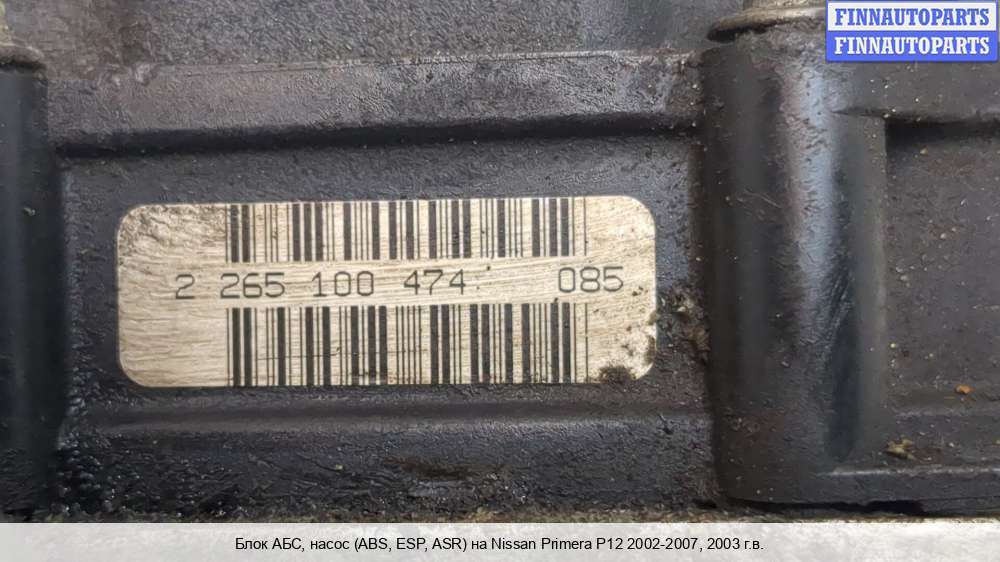 FINNAUTOPARTS
FINNAUTOPARTS
2 265 100 474 085
Блок АБС, насос (ABS, ESP, ASR) на Nissan Primera P12 2002-2007, 2003 г.в.